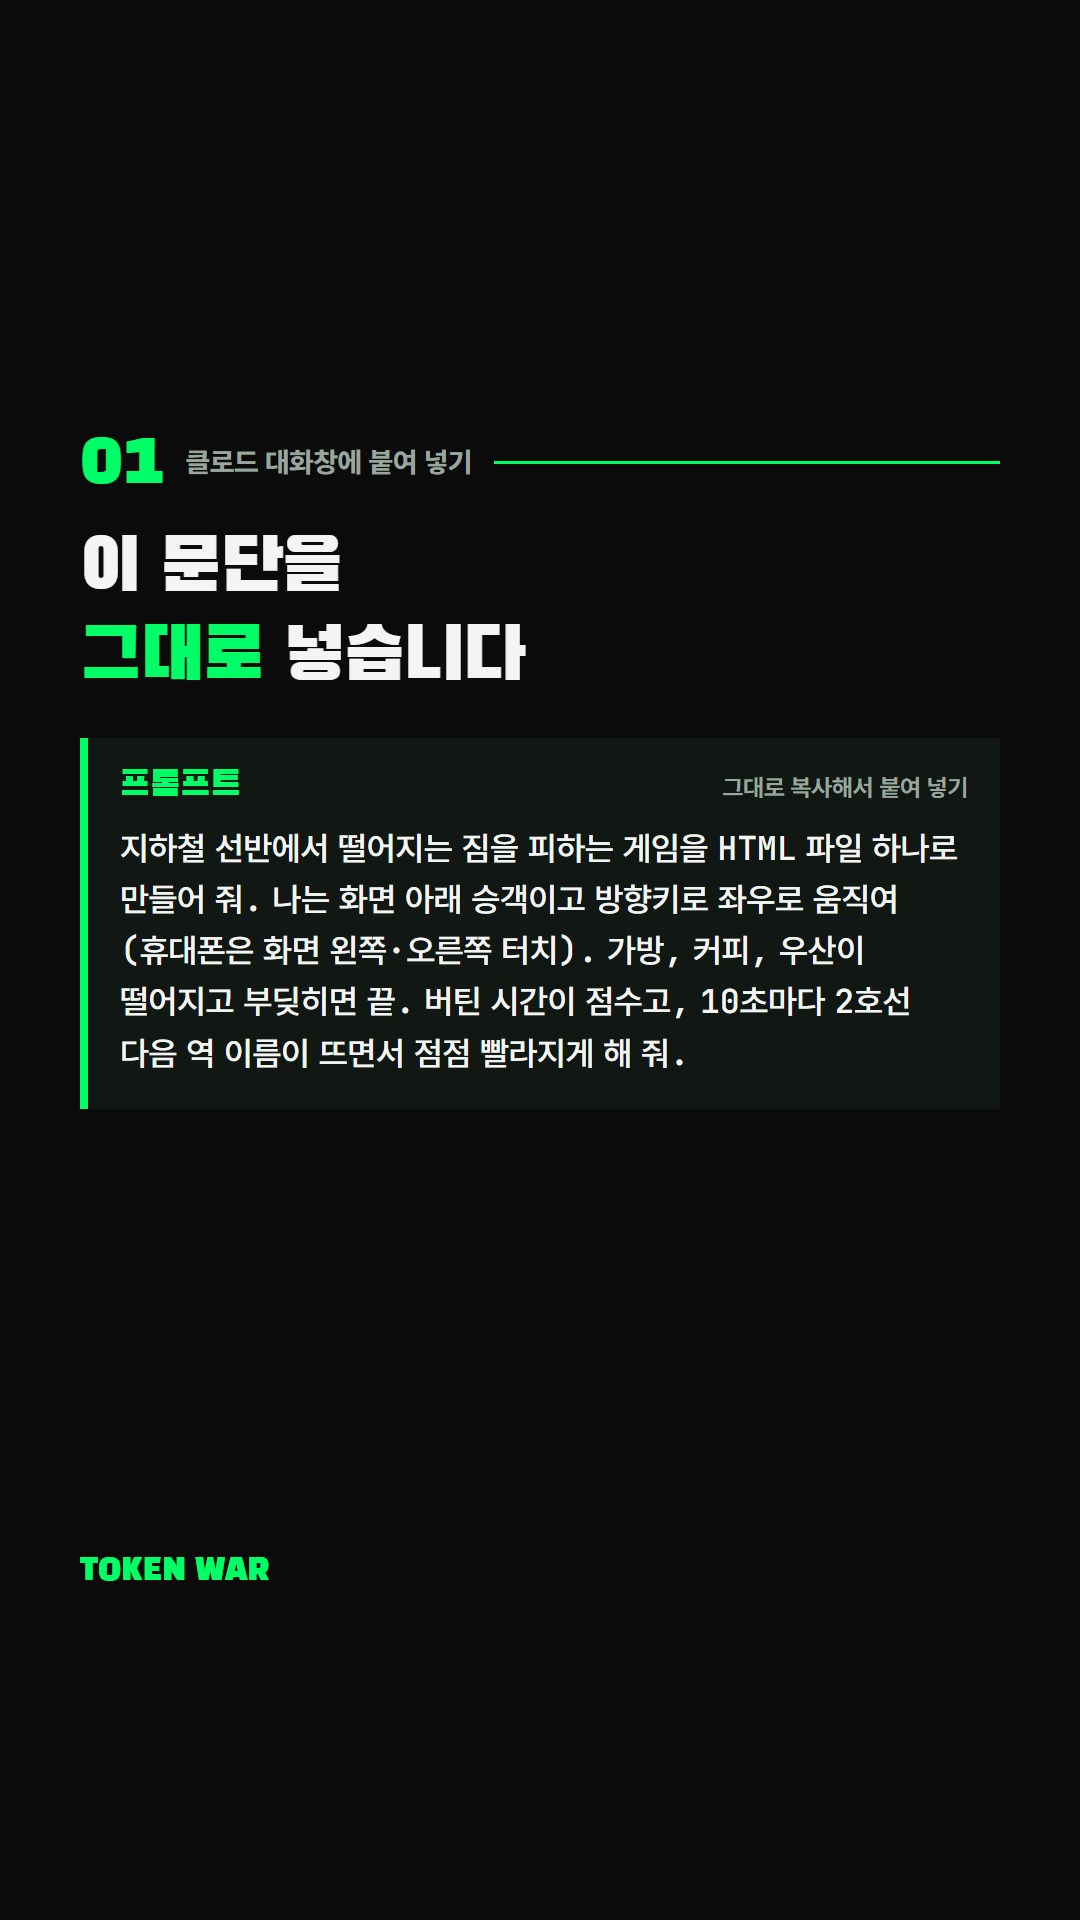 01 클로드 대화창에 붙여 넣기
이 문단을
그대로 넣습니다
프롬프트
그대로 복사해서 붙여 넣기
지하철 선반에서 떨어지는 짐을 피하는 게임을 HTML 파일 하나로
만들어 줘. 나는 화면 아래 승객이고 방향키로 좌우로 움직여
(휴대폰은 화면 왼쪽·오른쪽 터치). 가방, 커피, 우산이
떨어지고 부딪히면 끝. 버틴 시간이 점수고, 10초마다 2호선
다음 역 이름이 뜨면서 점점 빨라지게 해 줘.
TOKEN WAR